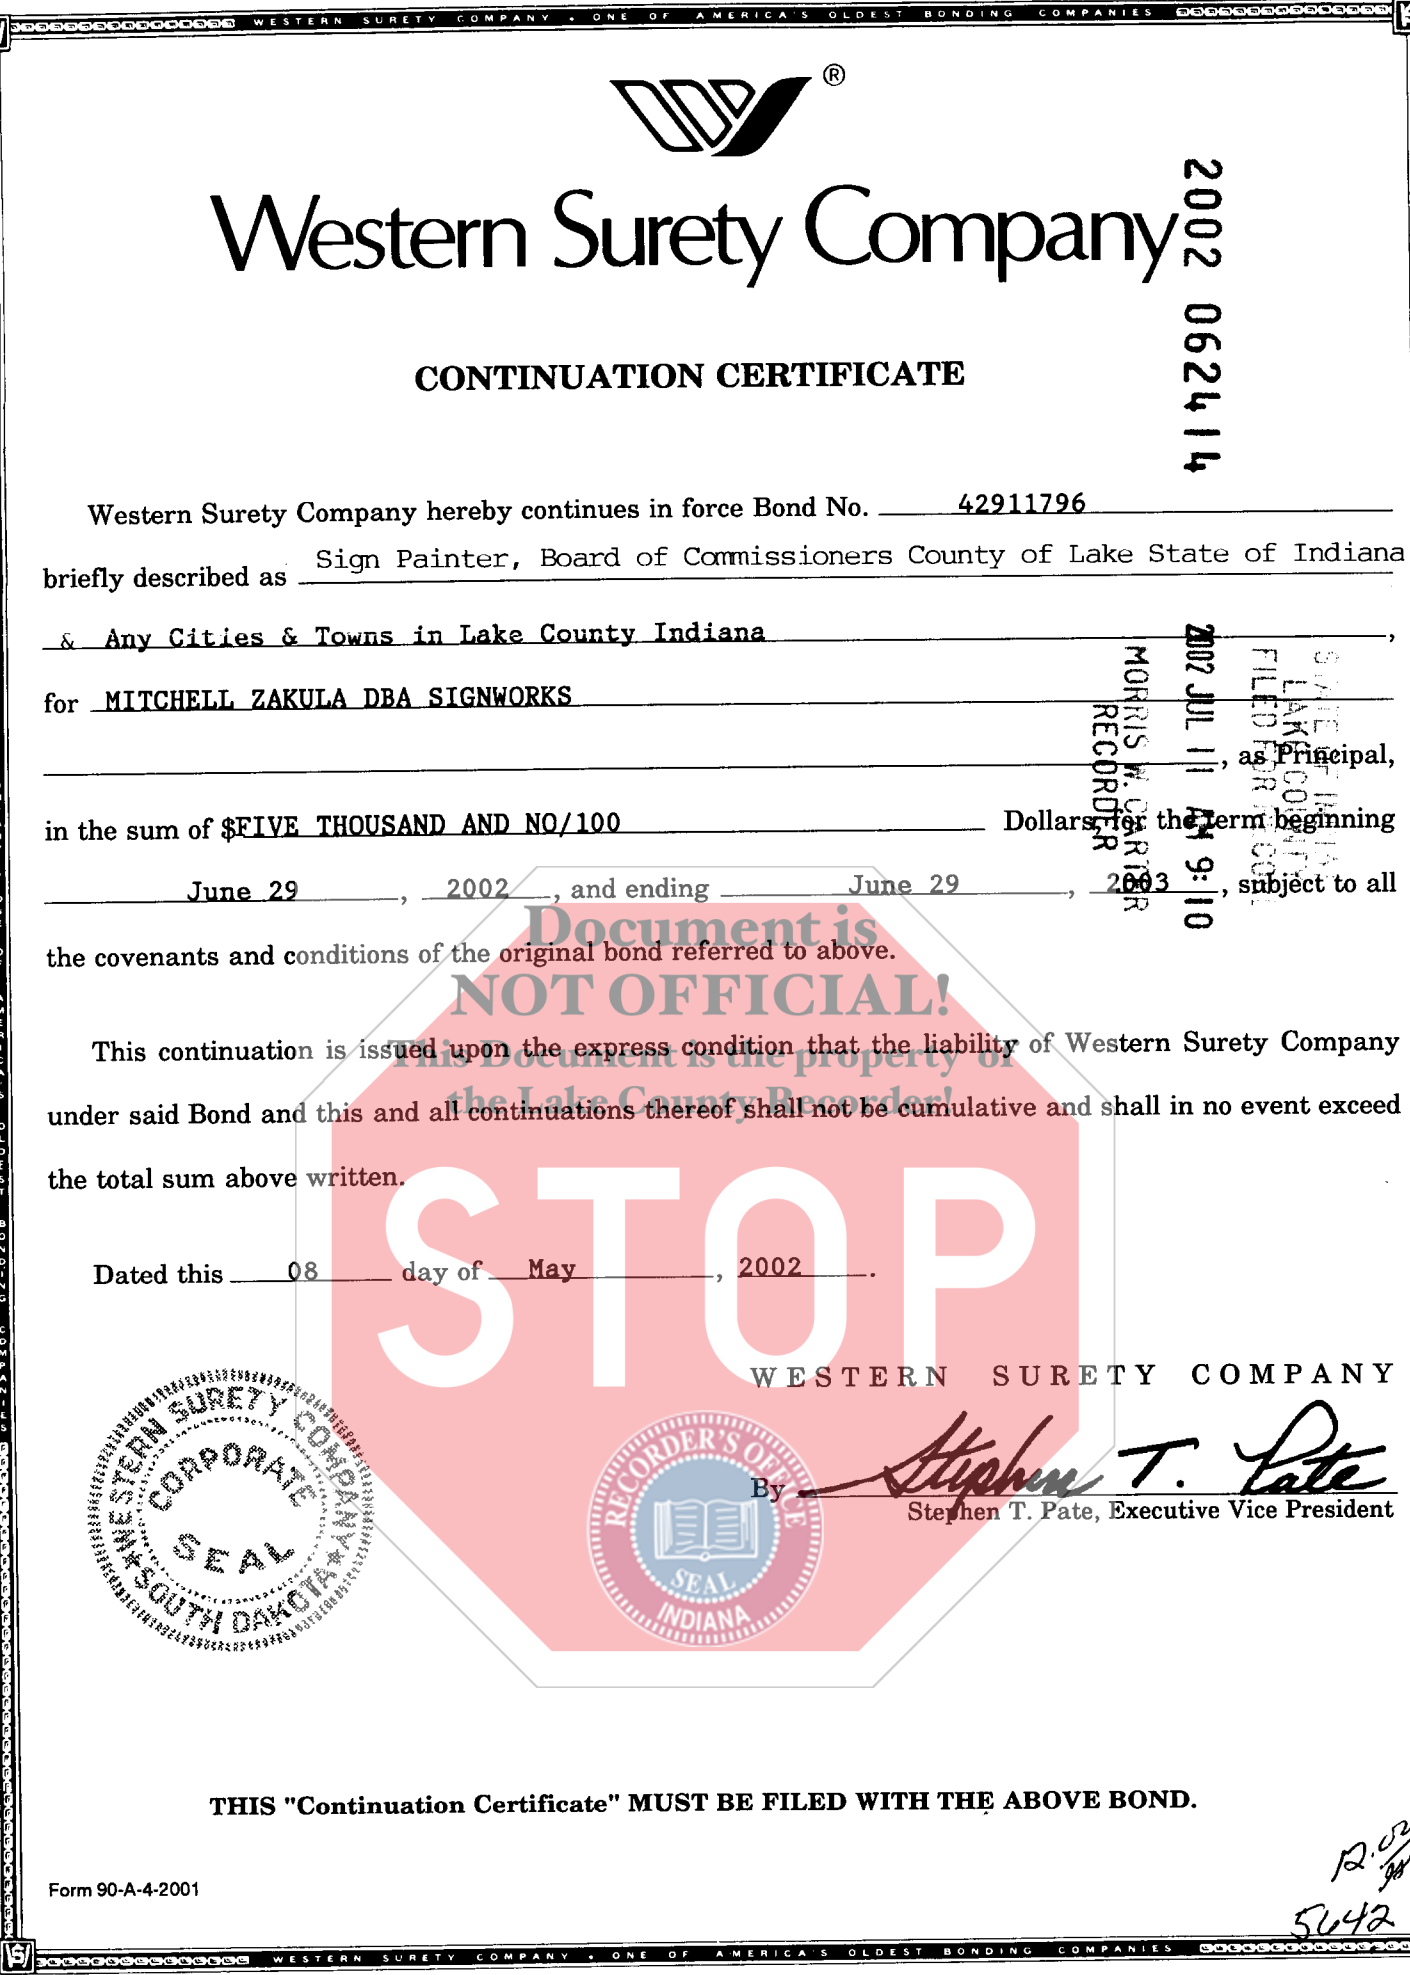 WESTERN SURETY COMPANY • ONE OF AMERICA'S OLDEST BONDING COMPANIES
®
Western Surety Company
2002 062414
CONTINUATION CERTIFICATE
Western Surety Company hereby continues in force Bond No. 42911796
briefly described as Sign Painter, Board of Commissioners County of Lake State of Indiana
& Any Cities & Towns in Lake County Indiana,
for MITCHELL ZAKULA DBA SIGNWORKS
, as Principal,
in the sum of $FIVE THOUSAND AND NO/100 Dollars, for the term beginning
June 29, 2002, and ending June 29, 2003, subject to all
the covenants and conditions of the original bond referred to above.
STATE OF INDIANA
LAKE COUNTY
FILED FOR RECORD
2002 JUL 11 AM 9:10
MORRIS W. CARTER
RECORDER
Document is
NOT OFFICIAL!
This Document is the property of
the Lake County Recorder!
STOP
This continuation is issued upon the express condition that the liability of Western Surety Company
under said Bond and this and all continuations thereof shall not be cumulative and shall in no event exceed
the total sum above written.
Dated this 08 day of May, 2002.
WESTERN SURETY COMPANY
By Stephen T. Pate
Stephen T. Pate, Executive Vice President
WESTERN SURETY COMPANY
CORPORATE
SEAL
★ SOUTH DAKOTA ★
RECORDER'S OFFICE
SEAL
INDIANA
THIS "Continuation Certificate" MUST BE FILED WITH THE ABOVE BOND.
Form 90-A-4-2001
5642
WESTERN SURETY COMPANY • ONE OF AMERICA'S OLDEST BONDING COMPANIES